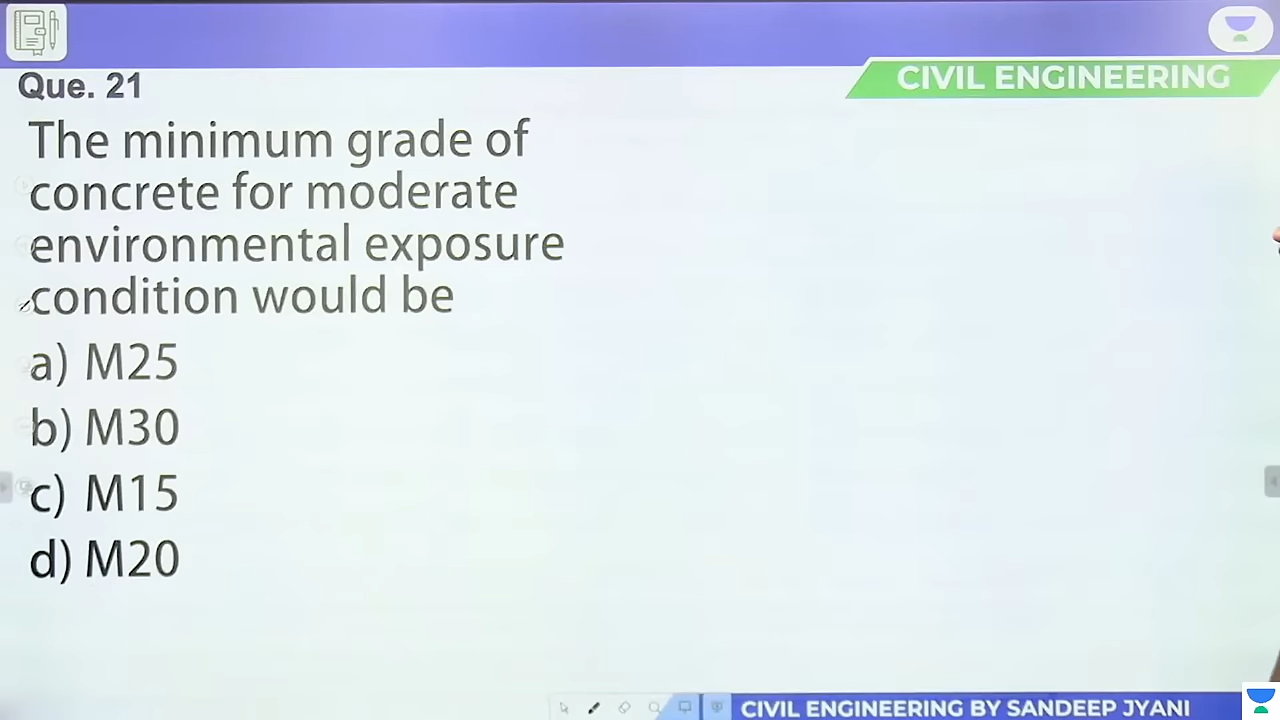 Que. 21
CIVIL ENGINEERING
The minimum grade of
concrete for moderate
environmental exposure
condition would be
a) M25
b) M30
c) M15
d) M20
CIVIL ENGINEERING BY SANDEEP JYANI